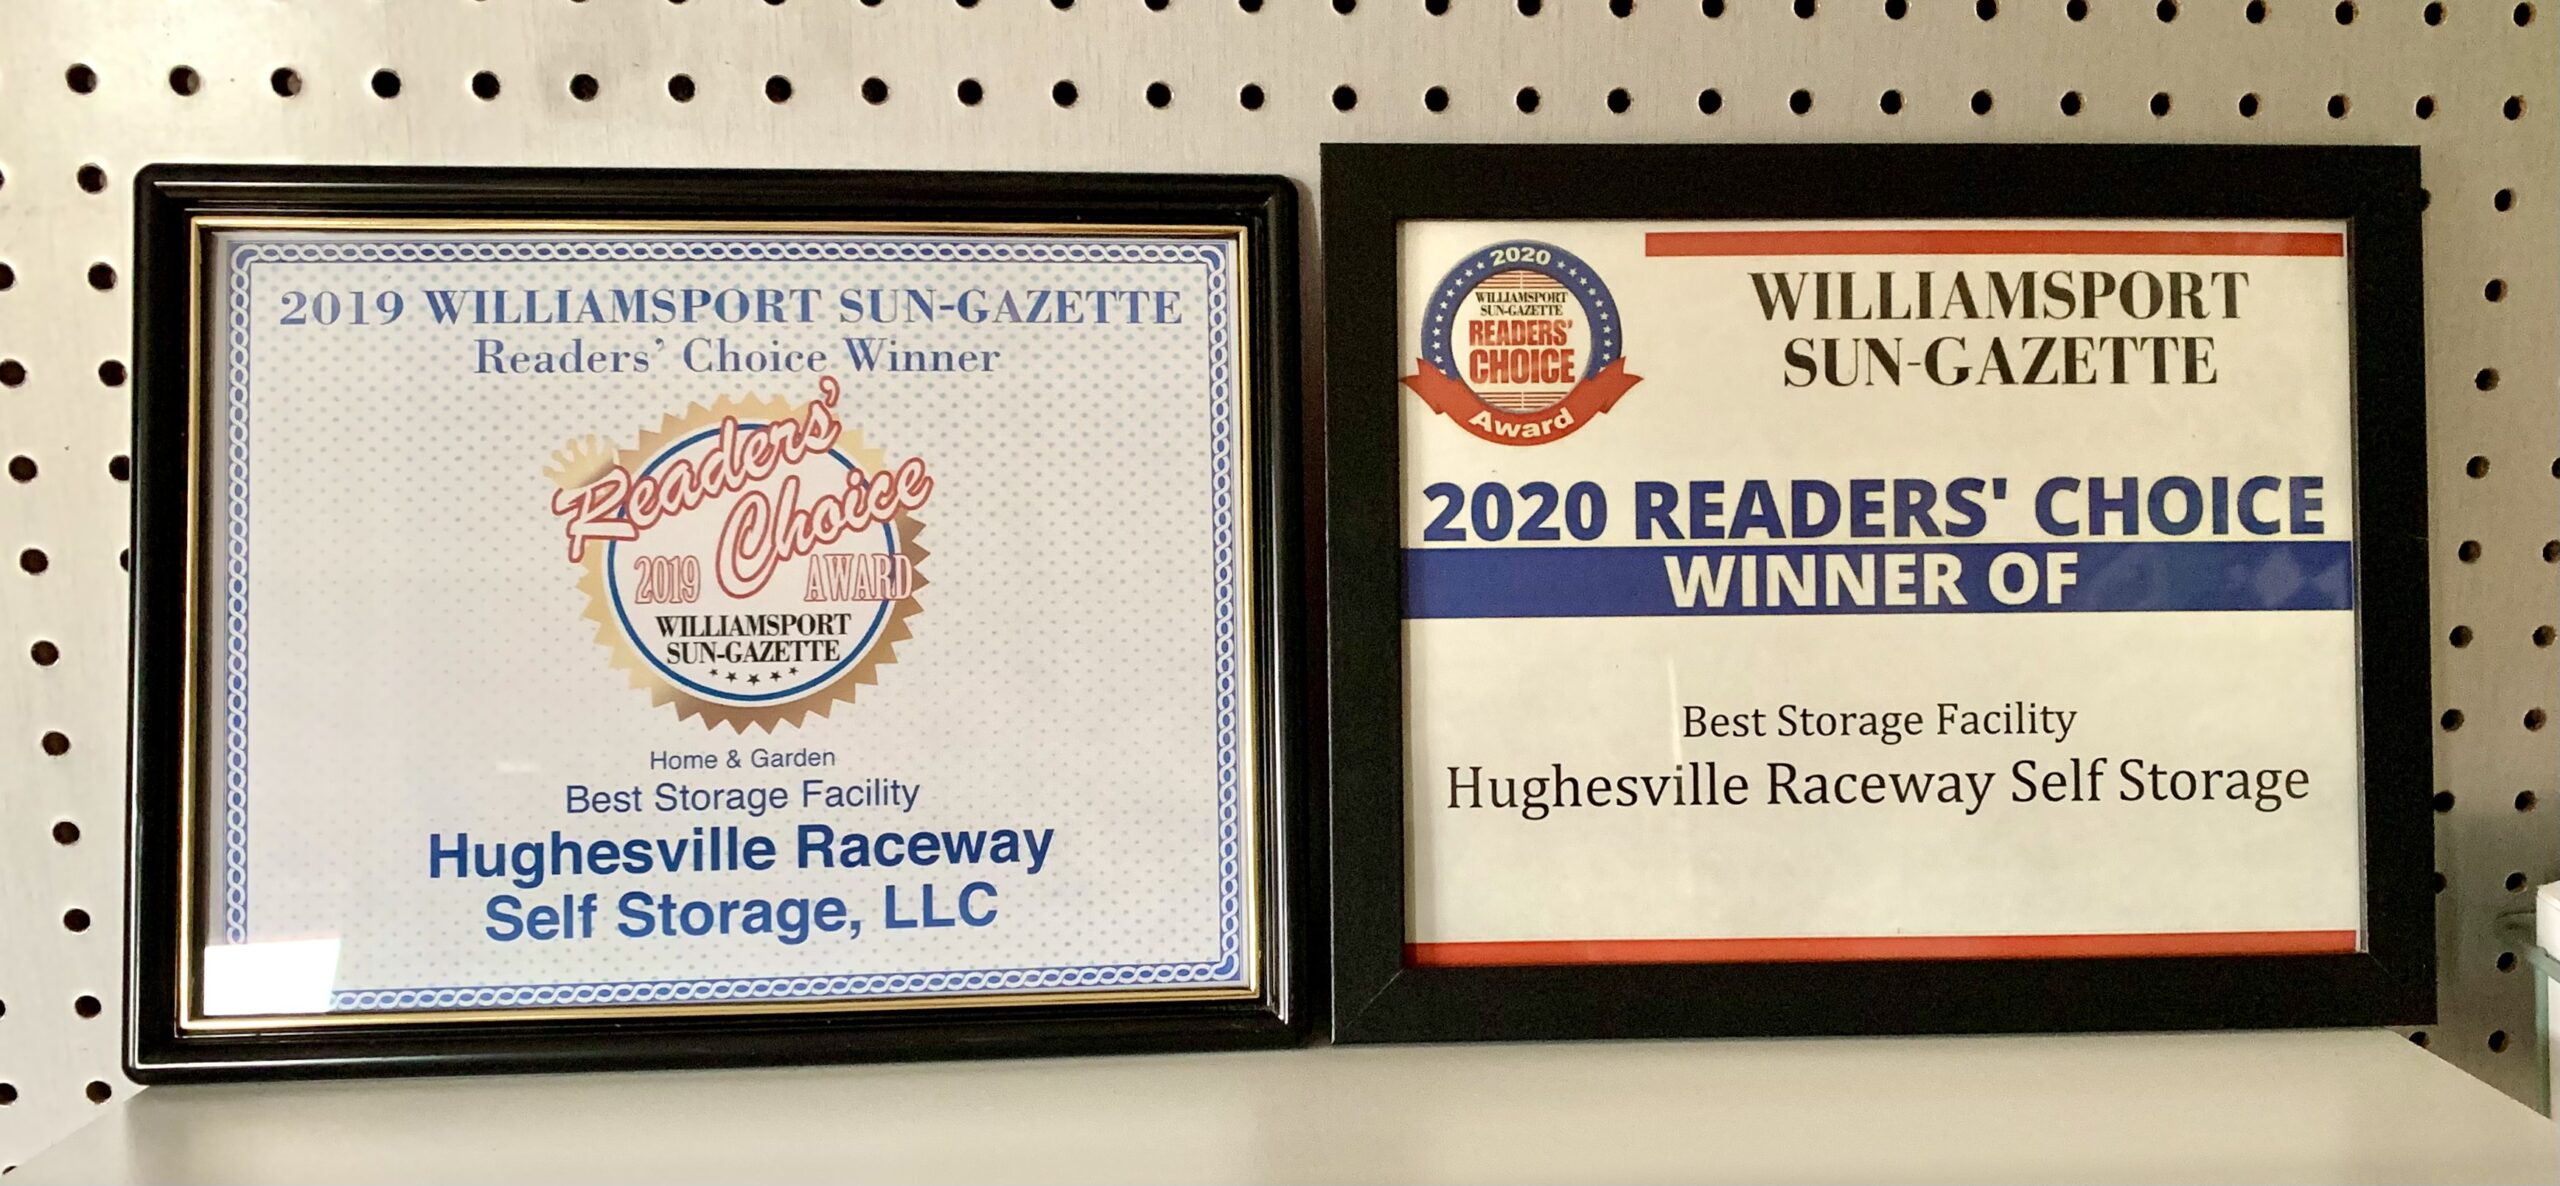 2019 WILLIAMSPORT SUN-GAZETTE
Readers' Choice Winner
Readers'
Choice
2019 AWARD
WILLIAMSPORT
SUN-GAZETTE
Home & Garden
Best Storage Facility
Hughesville Raceway
Self Storage, LLC
2020
WILLIAMSPORT
SUN-GAZETTE
READERS'
CHOICE
Award
WILLIAMSPORT
SUN-GAZETTE
2020 READERS' CHOICE
WINNER OF
Best Storage Facility
Hughesville Raceway Self Storage